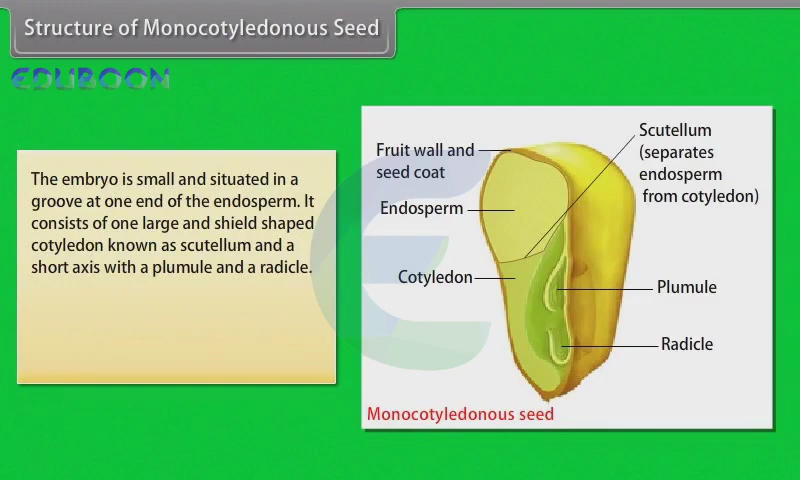 Structure of Monocotyledonous Seed
EDUBOON
The embryo is small and situated in a
groove at one end of the endosperm. It
consists of one large and shield shaped
cotyledon known as scutellum and a
short axis with a plumule and a radicle.
Fruit wall and
seed coat
Endosperm
Cotyledon
Scutellum
(separates
endosperm
from cotyledon)
Plumule
Radicle
Monocotyledonous seed